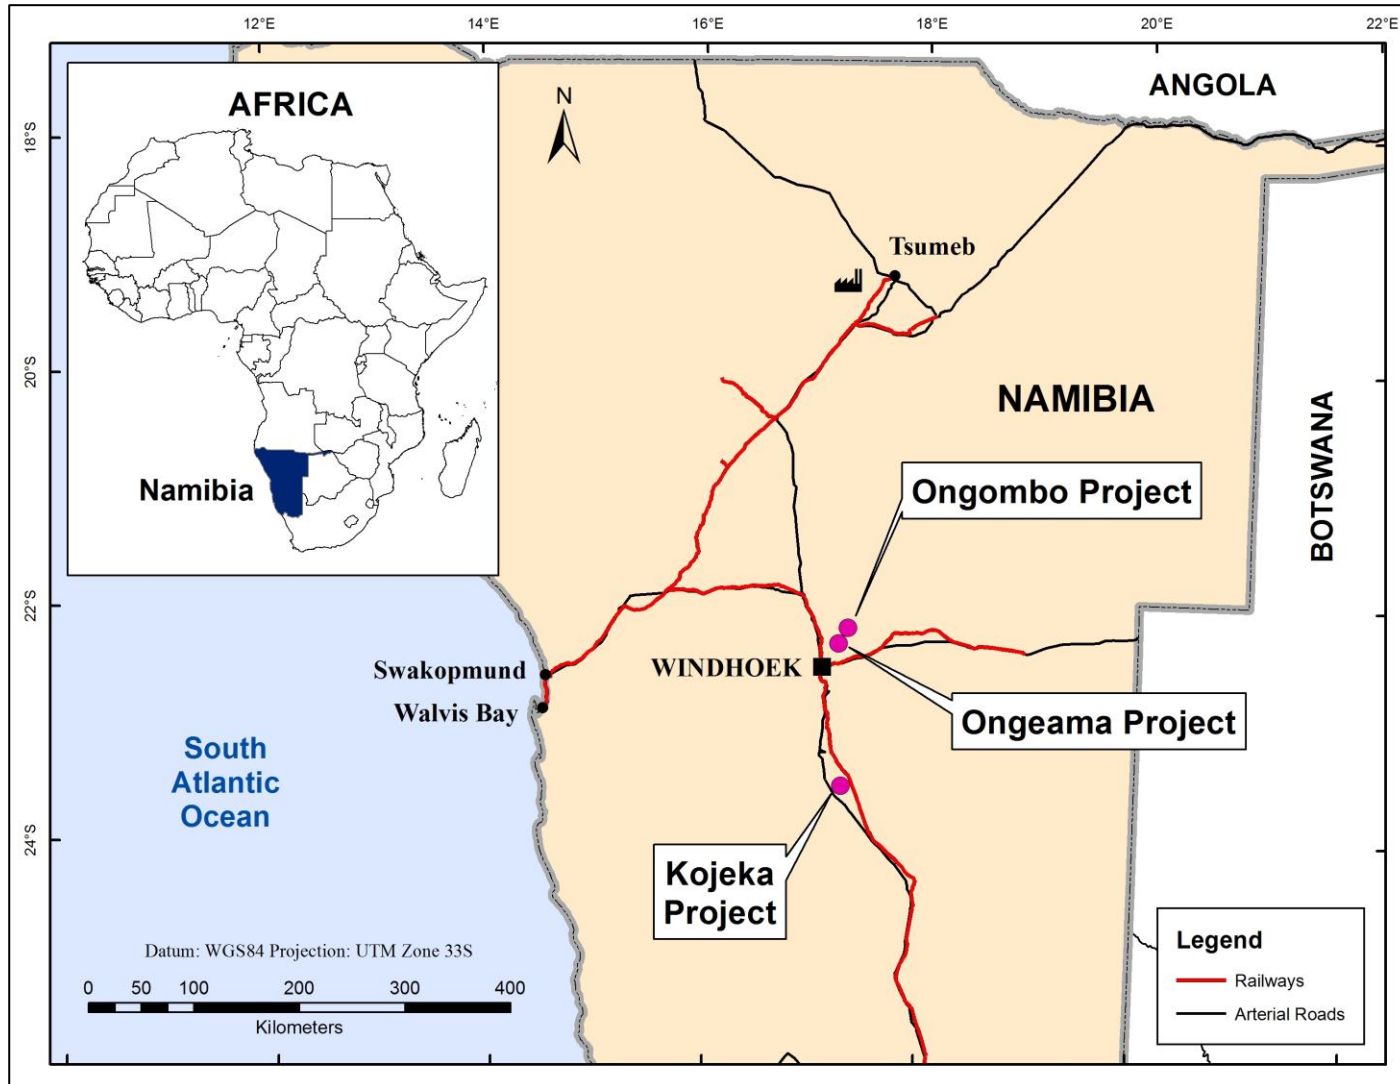 12°E
14°E
16°E
18°E
20°E
22°E
AFRICA
N
ANGOLA
18°S
Tsumeb
20°S
NAMIBIA
BOTSWANA
Namibia
Ongombo Project
22°S
Swakopmund
WINDHOEK
Walvis Bay
Ongeama Project
South
Atlantic
Ocean
24°S
Kojeka
Project
Datum: WGS84 Projection: UTM Zone 33S
0 50 100 200 300 400
Kilometers
Legend
Railways
Arterial Roads